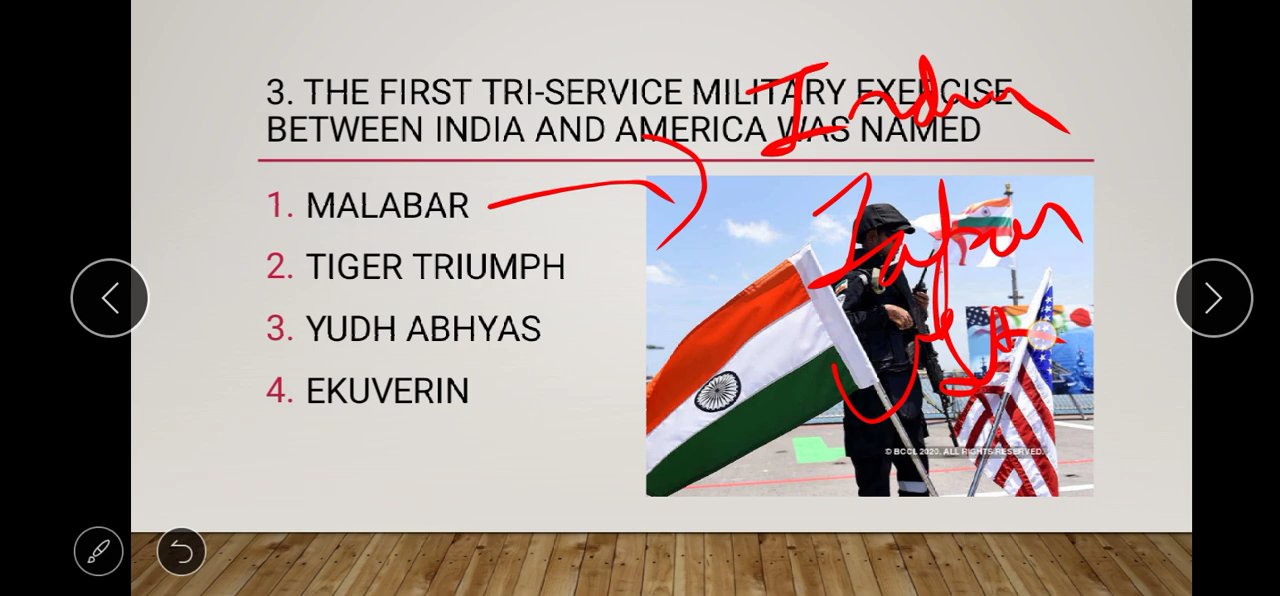 3. THE FIRST TRI-SERVICE MILITARY EXERCISE
BETWEEN INDIA AND AMERICA WAS NAMED
1. MALABAR
2. TIGER TRIUMPH
3. YUDH ABHYAS
4. EKUVERIN
India
Japan
USA
© BCCL 2020. ALL RIGHTS RESERVED.